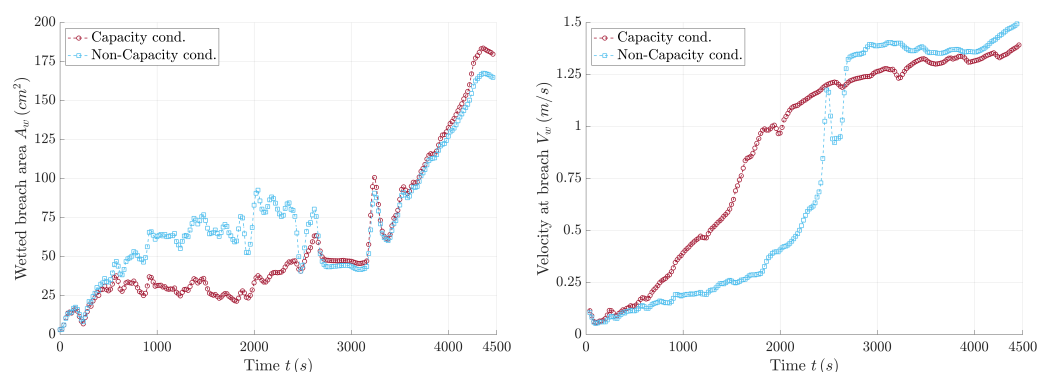 200
175
150
125
100
75
50
25
0
Wetted breach area A_w (cm²)
Capacity cond.
Non-Capacity cond.
0 1000 2000 3000 4000 4500
Time t (s)
1.5
1.25
1
0.75
0.5
0.25
0
Velocity at breach V_w (m/s)
Capacity cond.
Non-Capacity cond.
0 1000 2000 3000 4000 4500
Time t (s)